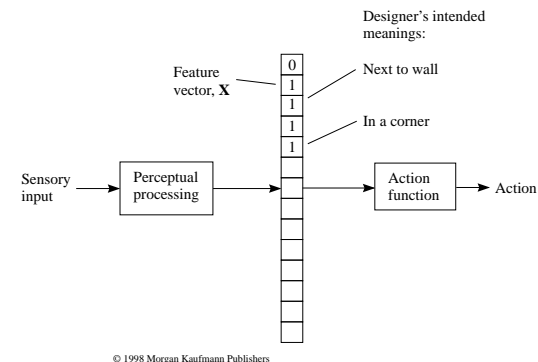 Designer’s intended
meanings:
Feature
vector, X
0
1
1
1
1
Next to wall
In a corner
Sensory
input
Perceptual
processing
Action
function
Action
© 1998 Morgan Kaufmann Publishers